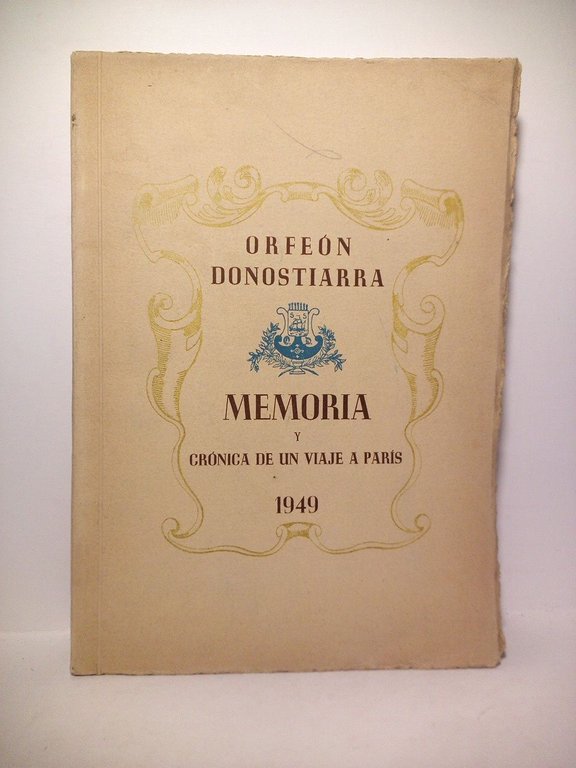 ORFEÓN
DONOSTIARRA
MEMORIA
Y
CRÓNICA DE UN VIAJE A PARÍS
1949